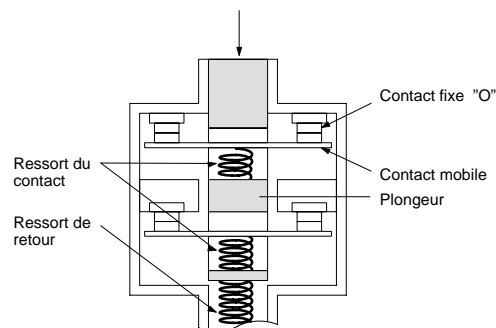 Contact fixe ”O”
Ressort du
contact
Contact mobile
Plongeur
Ressort de
retour